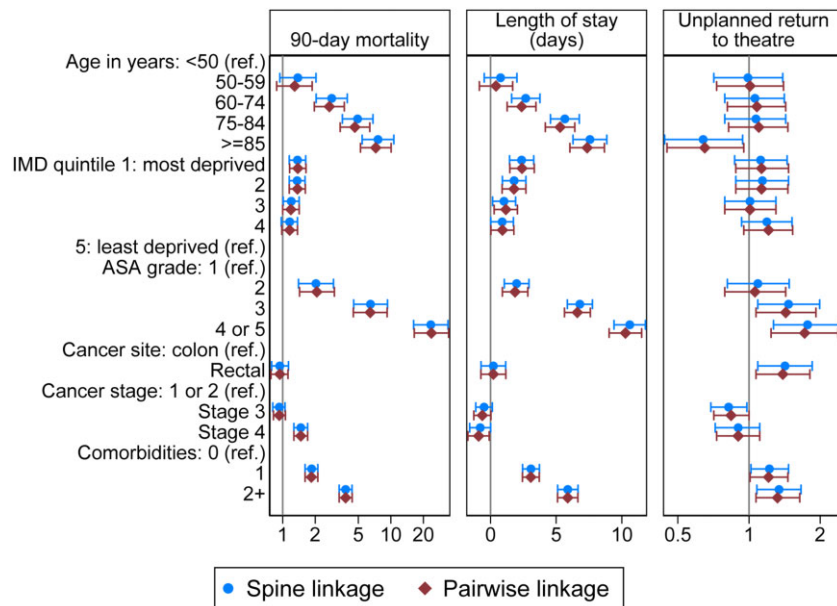 90-day mortality
Length of stay
(days)
Unplanned return
to theatre
Age in years: <50 (ref.)
50-59
60-74
75-84
>=85
IMD quintile 1: most deprived
2
3
4
5: least deprived (ref.)
ASA grade: 1 (ref.)
2
3
4 or 5
Cancer site: colon (ref.)
Rectal
Cancer stage: 1 or 2 (ref.)
Stage 3
Stage 4
Comorbidities: 0 (ref.)
1
2+
1 2 5 10 20
0 5 10
0.5 1 2
Spine linkage Pairwise linkage